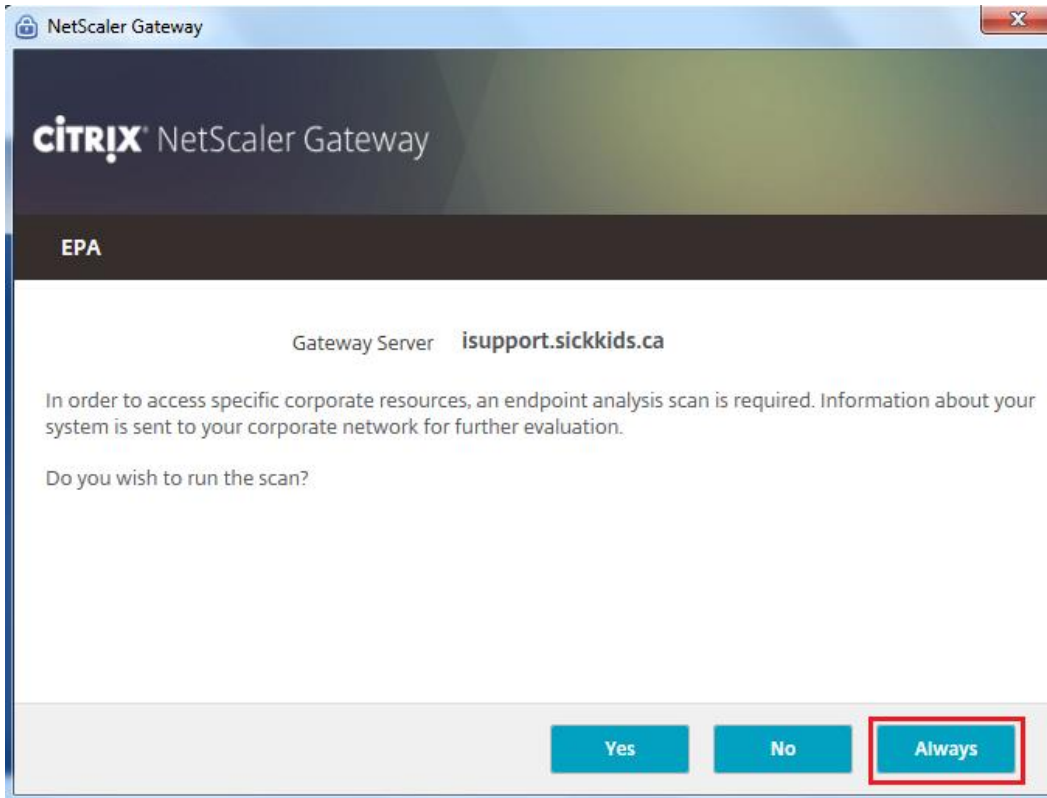 NetScaler Gateway
X
CİTRIX® NetScaler Gateway
EPA
Gateway Server isupport.sickkids.ca
In order to access specific corporate resources, an endpoint analysis scan is required. Information about your
system is sent to your corporate network for further evaluation.
Do you wish to run the scan?
Yes No Always